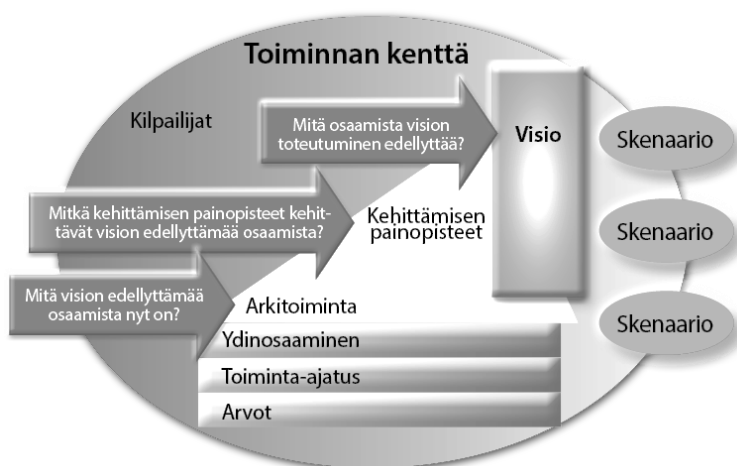 Toiminnan kenttä
Kilpailijat
Mitä osaamista vision
toteutuminen edellyttää?
Visio
Skenaario
Mitkä kehittämisen painopisteet kehit-
tävät vision edellyttämää osaamista?
Kehittämisen
painopisteet
Skenaario
Mitä vision edellyttämää
osaamista nyt on?
Arkitoiminta
Skenaario
Ydinosaaminen
Toiminta-ajatus
Arvot